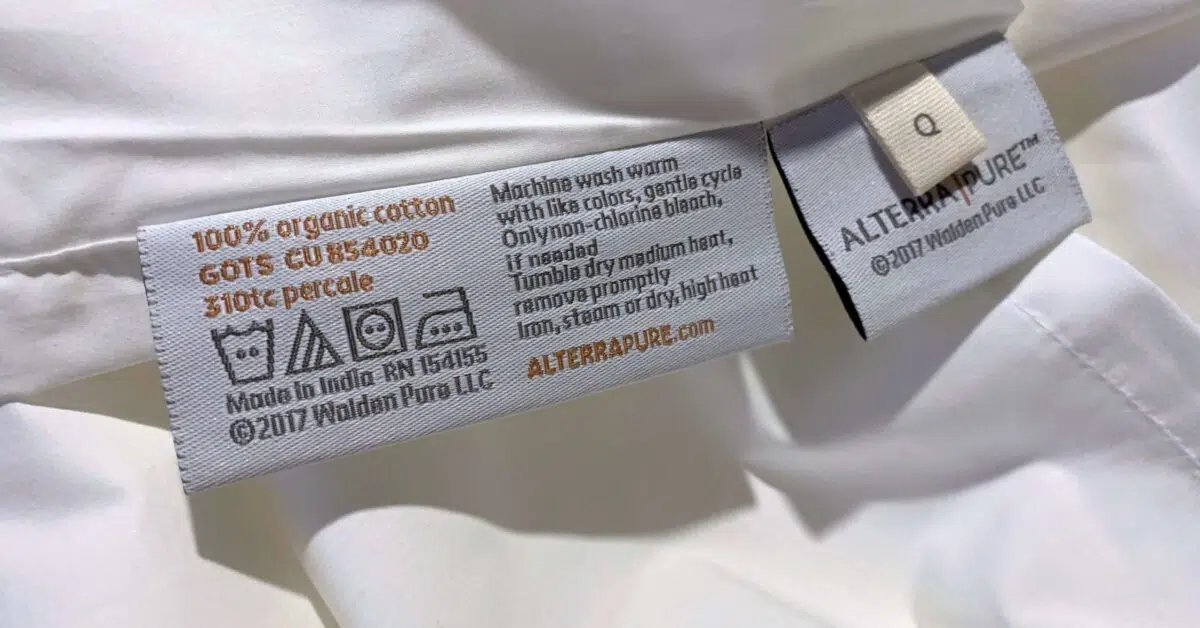 100% organic cotton
GOTS CU 854020
310tc percale
Made in India RN 154155
©2017 Walden Pure LLC
Machine wash warm
with like colors, gentle cycle
Only non-chlorine bleach,
if needed
Tumble dry medium heat,
remove promptly
Iron, steam or dry, high heat
ALTERRAPURE.com
Q
ALTERRA|PURE™
©2017 Walden Pure LLC